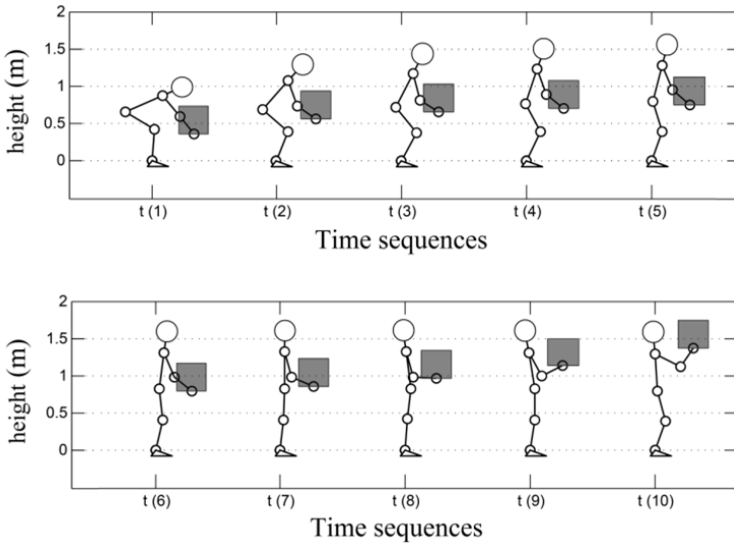 2
1.5
1
0.5
0
height (m)
t (1) t (2) t (3) t (4) t (5)
Time sequences
2
1.5
1
0.5
0
height (m)
t (6) t (7) t (8) t (9) t (10)
Time sequences